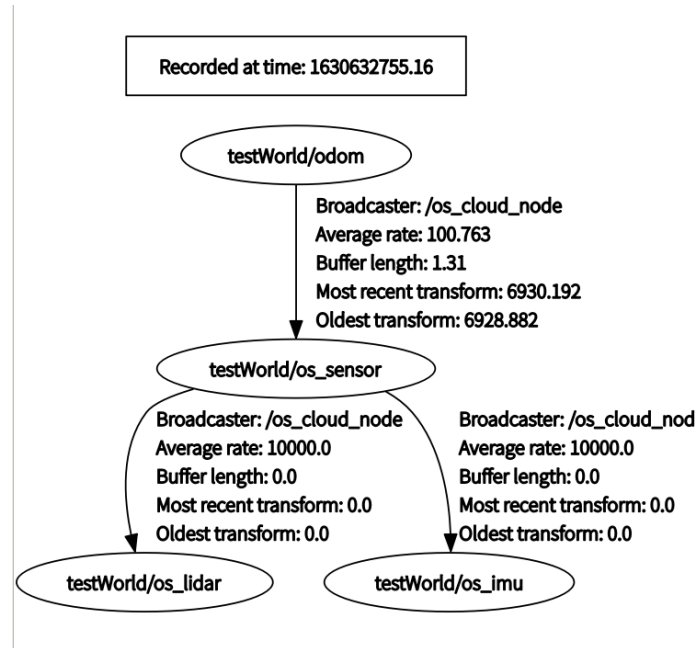 Recorded at time: 1630632755.16
testWorld/odom
Broadcaster: /os_cloud_node
Average rate: 100.763
Buffer length: 1.31
Most recent transform: 6930.192
Oldest transform: 6928.882
testWorld/os_sensor
Broadcaster: /os_cloud_node
Average rate: 10000.0
Buffer length: 0.0
Most recent transform: 0.0
Oldest transform: 0.0
Broadcaster: /os_cloud_nod
Average rate: 10000.0
Buffer length: 0.0
Most recent transform: 0.0
Oldest transform: 0.0
testWorld/os_lidar
testWorld/os_imu